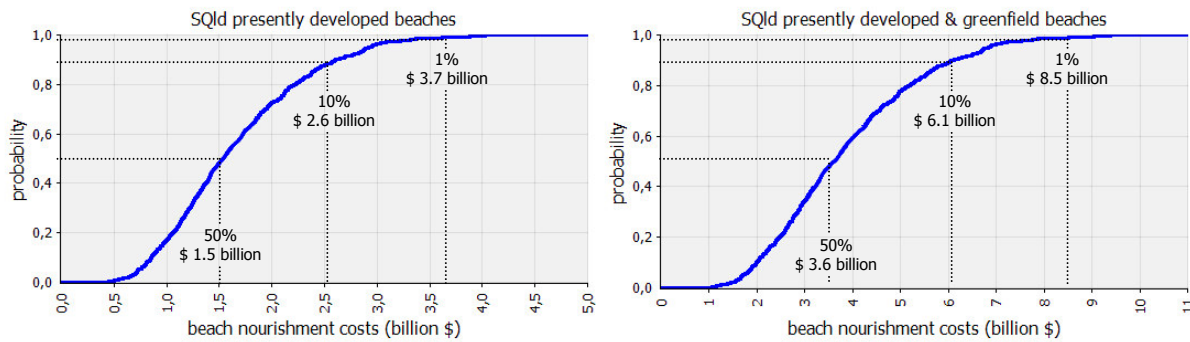 SQld presently developed beaches
1,0
0,8
0,6
0,4
0,2
0,0
probability
1%
$ 3.7 billion
10%
$ 2.6 billion
50%
$ 1.5 billion
0,0 0,5 1,0 1,5 2,0 2,5 3,0 3,5 4,0 4,5 5,0
beach nourishment costs (billion $)
SQld presently developed & greenfield beaches
1,0
0,8
0,6
0,4
0,2
0,0
probability
1%
$ 8.5 billion
10%
$ 6.1 billion
50%
$ 3.6 billion
0,0 1 2 3 4 5 6 7 8 9 10 11
beach nourishment costs (billion $)